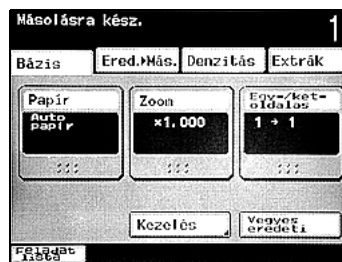 Másolásra kész. 1
Bázis Ered.▸Más. Denzitás Extrák
Papír Zoom Egy-/két-
oldalas
Auto
papír ×1.000 1 → 1
Kezelés Vegyes
eredeti
Feladat
lista